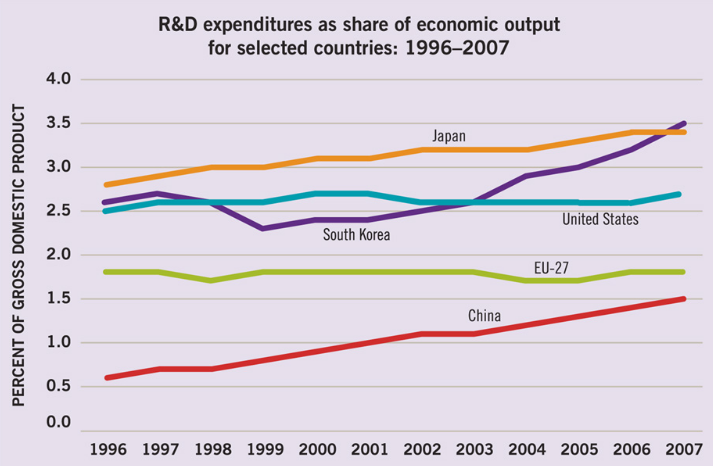 R&D expenditures as share of economic output
for selected countries: 1996–2007
PERCENT OF GROSS DOMESTIC PRODUCT
4.0
3.5
3.0
2.5
2.0
1.5
1.0
0.5
0.0
Japan
United States
South Korea
EU-27
China
1996 1997 1998 1999 2000 2001 2002 2003 2004 2005 2006 2007